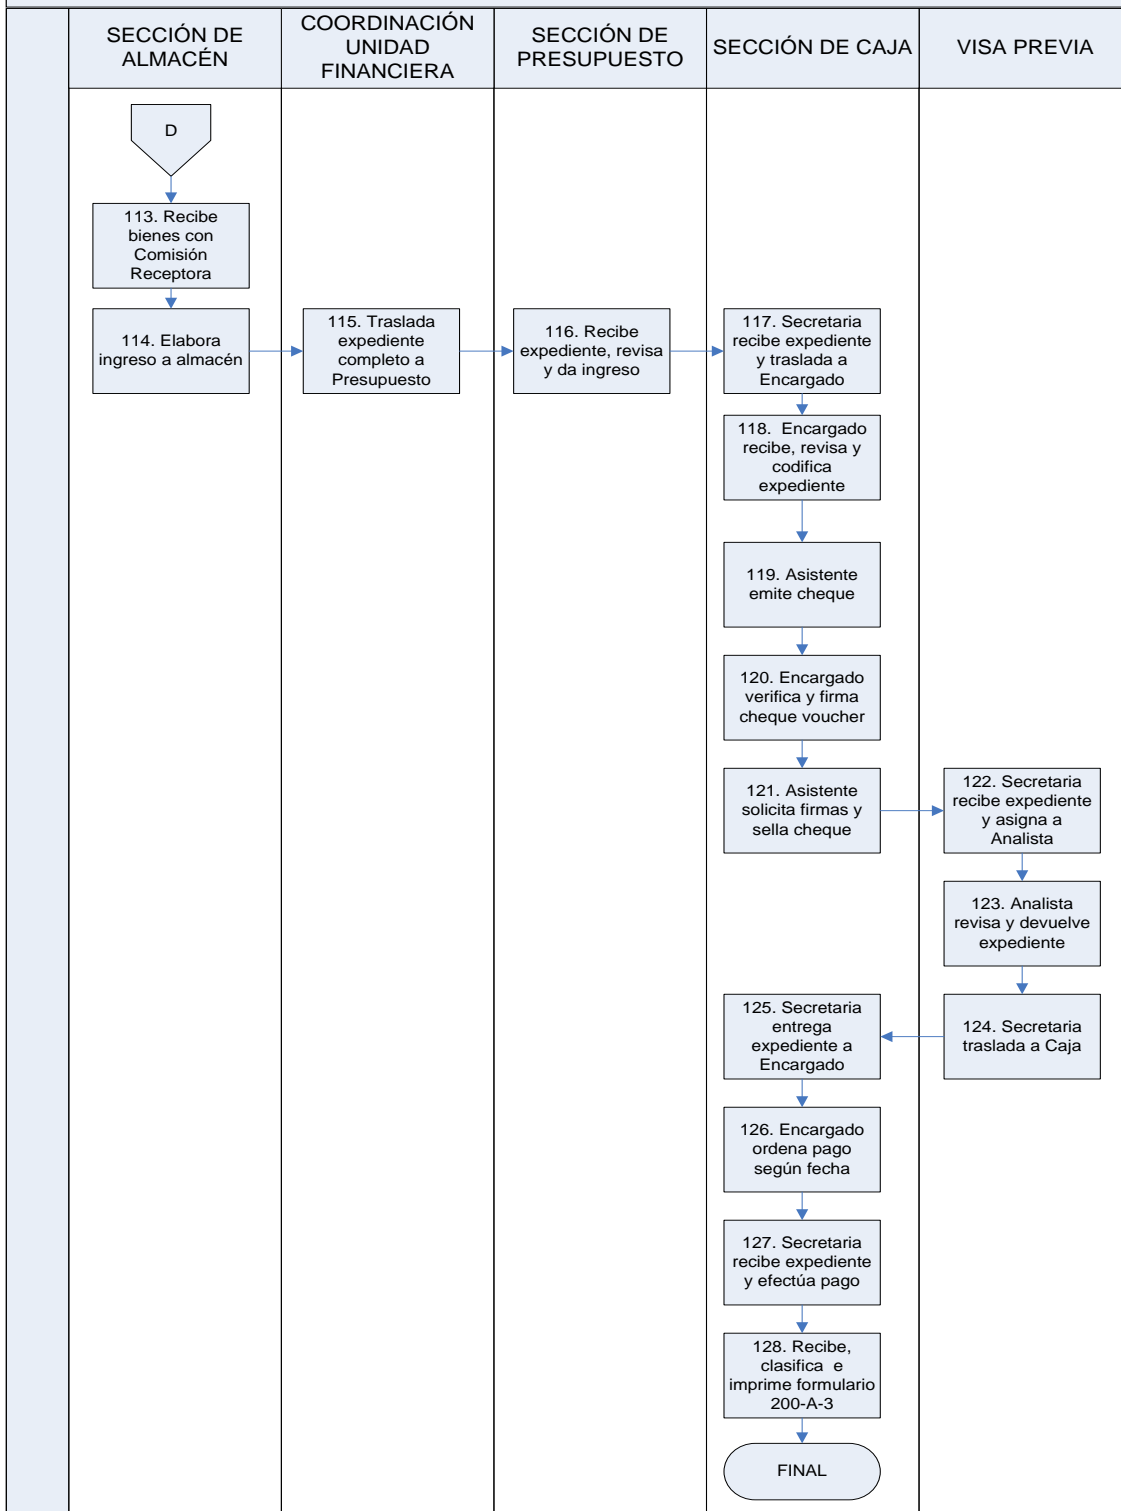 SECCIÓN DE
ALMACÉN
COORDINACIÓN
UNIDAD
FINANCIERA
SECCIÓN DE
PRESUPUESTO
SECCIÓN DE CAJA
VISA PREVIA
D
113. Recibe
bienes con
Comisión
Receptora
114. Elabora
ingreso a almacén
115. Traslada
expediente
completo a
Presupuesto
116. Recibe
expediente, revisa
y da ingreso
117. Secretaria
recibe expediente
y traslada a
Encargado
118. Encargado
recibe, revisa y
codifica
expediente
119. Asistente
emite cheque
120. Encargado
verifica y firma
cheque voucher
121. Asistente
solicita firmas y
sella cheque
122. Secretaria
recibe expediente
y asigna a
Analista
123. Analista
revisa y devuelve
expediente
124. Secretaria
traslada a Caja
125. Secretaria
entrega
expediente a
Encargado
126. Encargado
ordena pago
según fecha
127. Secretaria
recibe expediente
y efectúa pago
128. Recibe,
clasifica e
imprime formulario
200-A-3
FINAL